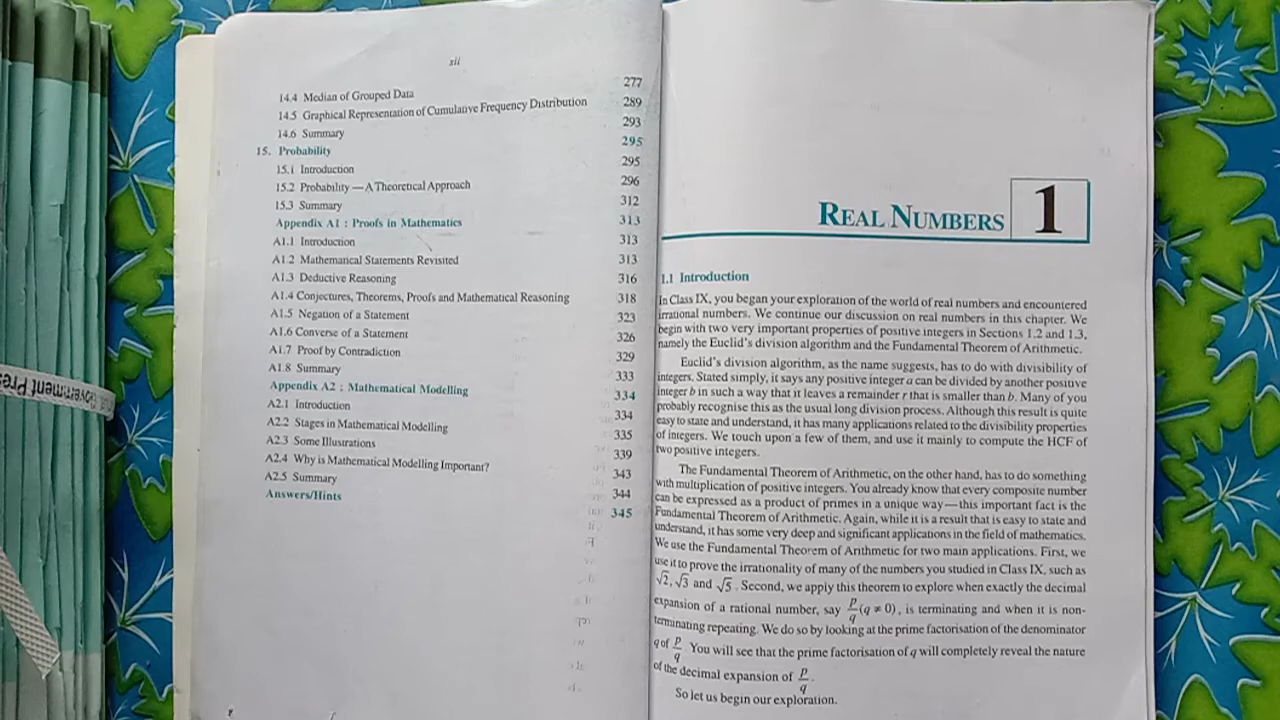 xii
14.4 Median of Grouped Data 277
14.5 Graphical Representation of Cumulative Frequency Distribution 289
14.6 Summary 293
15. Probability 295
15.1 Introduction 295
15.2 Probability — A Theoretical Approach 296
15.3 Summary 312
Appendix A1 : Proofs in Mathematics 313
A1.1 Introduction 313
A1.2 Mathematical Statements Revisited 313
A1.3 Deductive Reasoning 316
A1.4 Conjectures, Theorems, Proofs and Mathematical Reasoning 318
A1.5 Negation of a Statement 323
A1.6 Converse of a Statement 326
A1.7 Proof by Contradiction 329
A1.8 Summary 333
Appendix A2 : Mathematical Modelling 334
A2.1 Introduction 334
A2.2 Stages in Mathematical Modelling 335
A2.3 Some Illustrations 339
A2.4 Why is Mathematical Modelling Important? 343
A2.5 Summary 344
Answers/Hints 345
REAL NUMBERS 1
1.1 Introduction
In Class IX, you began your exploration of the world of real numbers and encountered
irrational numbers. We continue our discussion on real numbers in this chapter. We
begin with two very important properties of positive integers in Sections 1.2 and 1.3,
namely the Euclid's division algorithm and the Fundamental Theorem of Arithmetic.
Euclid's division algorithm, as the name suggests, has to do with divisibility of
integers. Stated simply, it says any positive integer a can be divided by another positive
integer b in such a way that it leaves a remainder r that is smaller than b. Many of you
probably recognise this as the usual long division process. Although this result is quite
easy to state and understand, it has many applications related to the divisibility properties
of integers. We touch upon a few of them, and use it mainly to compute the HCF of
two positive integers.
The Fundamental Theorem of Arithmetic, on the other hand, has to do something
with multiplication of positive integers. You already know that every composite number
can be expressed as a product of primes in a unique way—this important fact is the
Fundamental Theorem of Arithmetic. Again, while it is a result that is easy to state and
understand, it has some very deep and significant applications in the field of mathematics.
We use the Fundamental Theorem of Arithmetic for two main applications. First, we
use it to prove the irrationality of many of the numbers you studied in Class IX, such as
√2, √3 and √5 . Second, we apply this theorem to explore when exactly the decimal
expansion of a rational number, say p/q (q ≠ 0), is terminating and when it is non-
terminating repeating. We do so by looking at the prime factorisation of the denominator
q of p/q. You will see that the prime factorisation of q will completely reveal the nature
of the decimal expansion of p/q.
So let us begin our exploration.
Government